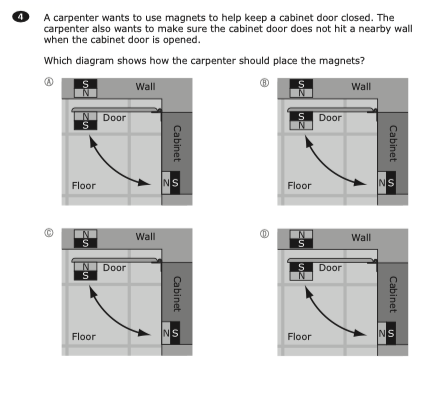 4 A carpenter wants to use magnets to help keep a cabinet door closed. The
carpenter also wants to make sure the cabinet door does not hit a nearby wall
when the cabinet door is opened.
Which diagram shows how the carpenter should place the magnets?
A
S
N
Wall
N
S
Door
Cabinet
N S
Floor
B
S
N
Wall
S
N
Door
Cabinet
N S
Floor
C
N
S
Wall
N
S
Door
Cabinet
N S
Floor
D
N
S
Wall
S
N
Door
Cabinet
N S
Floor